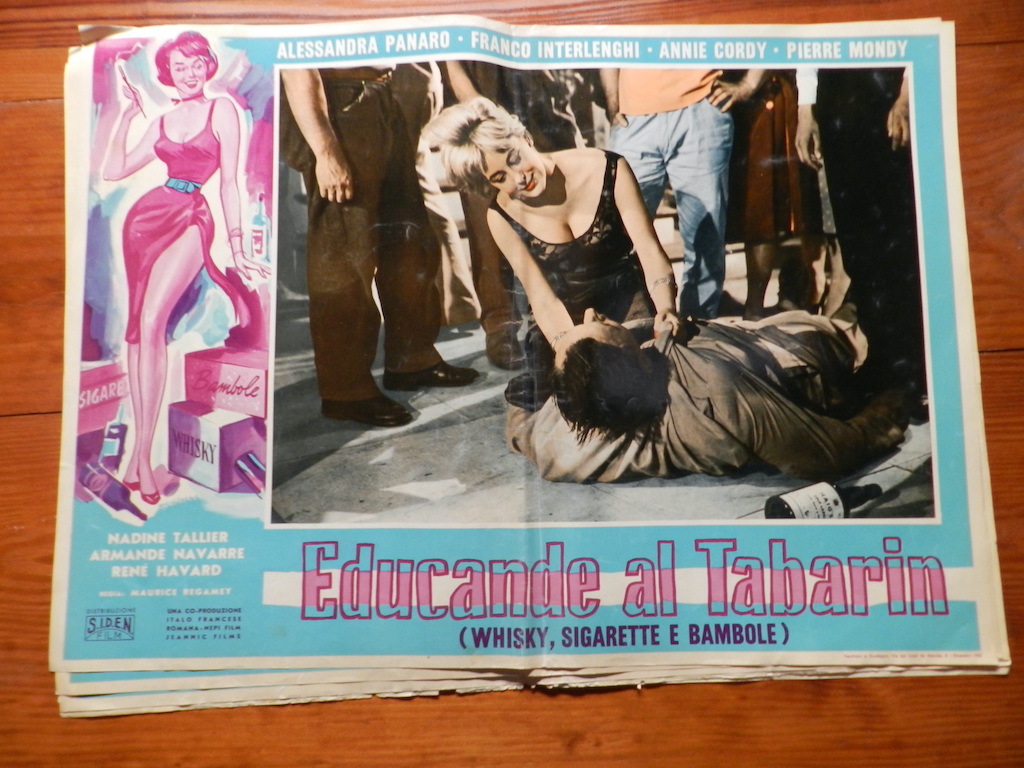 ALESSANDRA PANARO · FRANCO INTERLENGHI · ANNIE CORDY · PIERRE MONDY
SIGARE
Bambole
WHISKY
NADINE TALLIER
ARMANDE NAVARRE
RENÉ HAVARD
REGIA: MAURICE REGAMEY
DISTRIBUZIONE
S.I.D.E.N
FILM
UNA CO-PRODUZIONE
ITALO FRANCESE
ROMANA-NEPI FILM
JEANNIC FILMS
Educande al Tabarin
(WHISKY, SIGARETTE E BAMBOLE)